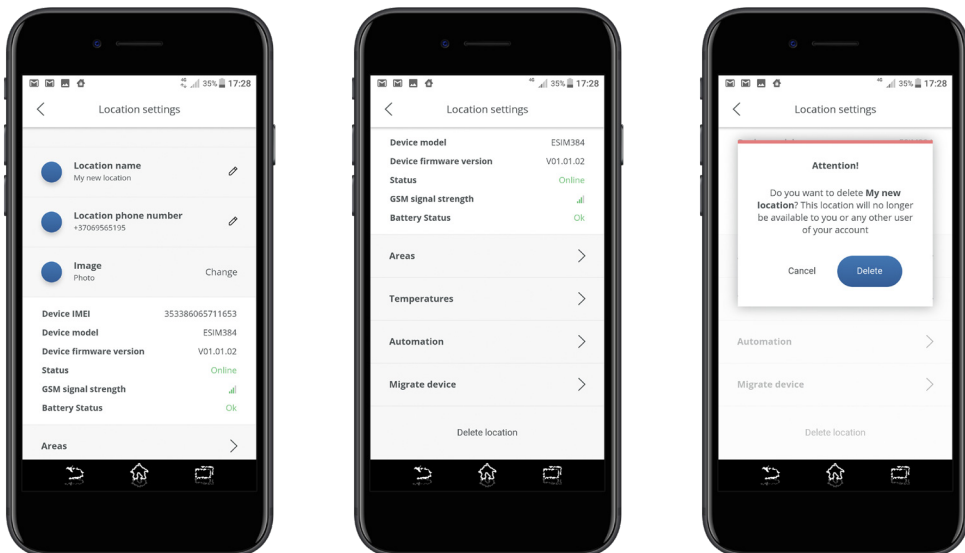 4G 35% 17:28
Location settings
Location name
My new location
Location phone number
+37069565195
Image
Photo
Change
Device IMEI 353386065711653
Device model ESIM384
Device firmware version V01.01.02
Status Online
GSM signal strength
Battery Status Ok
Areas
4G 35% 17:28
Location settings
Device model ESIM384
Device firmware version V01.01.02
Status Online
GSM signal strength
Battery Status Ok
Areas
Temperatures
Automation
Migrate device
Delete location
4G 35% 17:28
Location settings
Attention!
Do you want to delete My new
location? This location will no longer
be available to you or any other user
of your account
Cancel Delete
Automation
Migrate device
Delete location